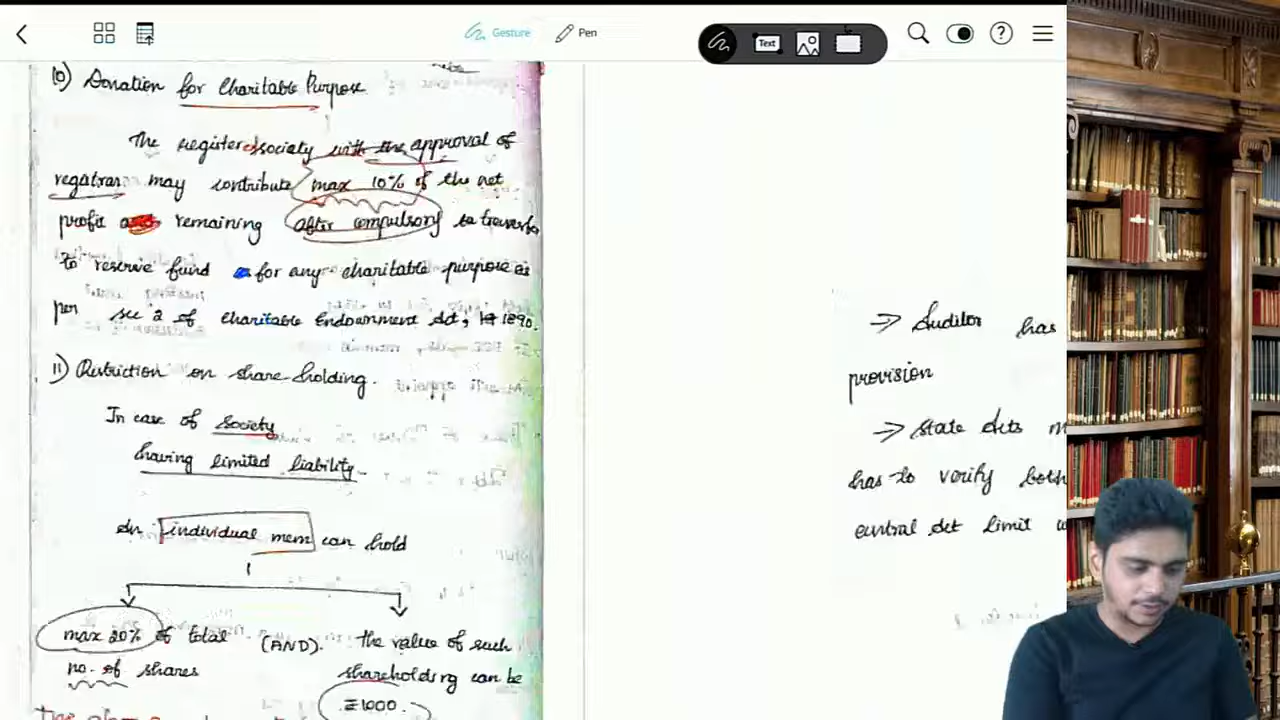 Gesture
Pen
Text
10) Donation for Charitable Purpose
The registered society with the approval of
registrar may contribute max 10% of the net
profit remaining after compulsory
to reserve fund for any charitable purpose as
per sec 2 of Charitable Endownment Act, 1890.
11) Restriction on share holding.
In case of society
having limited liability
An individual mem can hold
max 20% of total (AND). the value of such
no. of shares shareholding can be
1000.
→ Auditor has
provision
→ State Acts
has to verify both
central Act limit